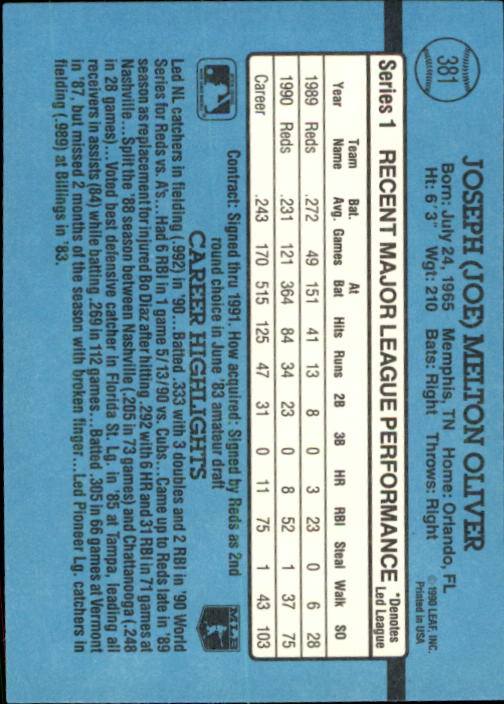 381
JOSEPH (JOE) MELTON OLIVER
Born: July 24, 1965 Memphis, TN Home: Orlando, FL
Ht: 6' 3" Wgt: 210 Bats: Right Throws: Right
© 1990 LEAF, INC.
Printed in USA
Series 1 RECENT MAJOR LEAGUE PERFORMANCE *Denotes Led League
Year Team Name Bat. Avg. Games At Bat Hits Runs 2B 3B HR RBI Steal Walk SO
1989 Reds .272 49 151 41 13 8 0 3 23 0 6 28
1990 Reds .231 121 364 84 34 23 0 8 52 1 37 75
Career .243 170 515 125 47 31 0 11 75 1 43 103
Contract: Signed thru 1991. How acquired: Signed by Reds as 2nd
round choice in June '83 amateur draft
MLB
CAREER HIGHLIGHTS
Led NL catchers in fielding (.992) in '90...Batted .333 with 3 doubles and 2 RBI in '90 World
Series for Reds vs. A's...Had 6 RBI in 1 game 5/13/90 vs. Cubs...Came up to Reds late in '89
season as replacement for injured Bo Diaz after hitting .292 with 6 HR and 31 RBI in 71 games at
Nashville...Split the '88 season between Nashville (.205 in 73 games) and Chattanooga (.248
in 28 games)...Voted best defensive catcher in Florida St. Lg. in '85 at Tampa, leading all
receivers in assists (84) while batting .269 in 112 games...Batted .305 in 66 games at Vermont
in '87, but missed 2 months of the season with broken finger...Led Pioneer Lg. catchers in
fielding (.989) at Billings in '83.